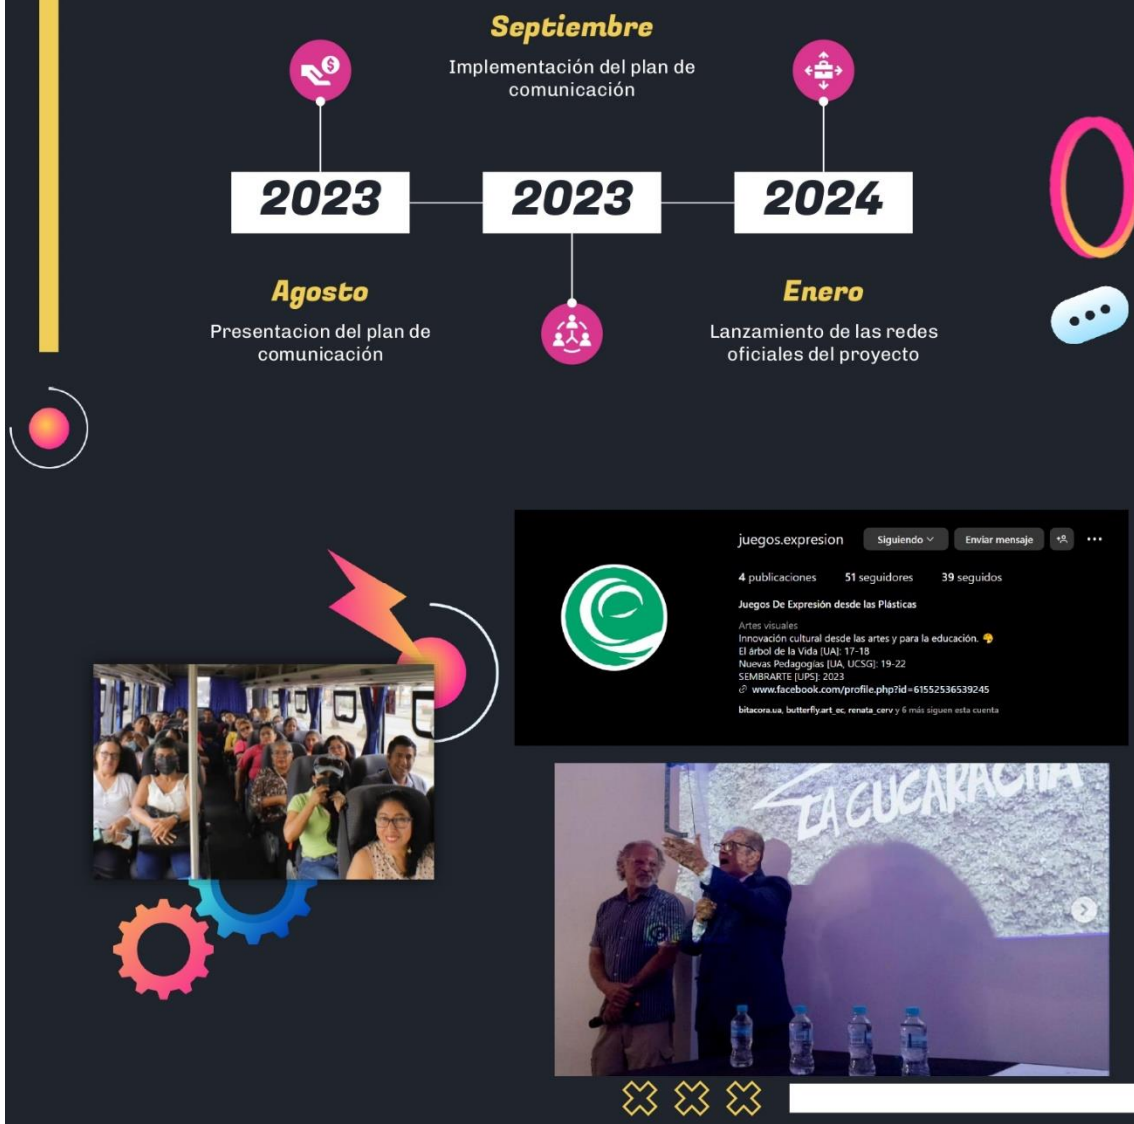 Septiembre
Implementación del plan de
comunicación
2023
2023
2024
Agosto
Presentacion del plan de
comunicación
Enero
Lanzamiento de las redes
oficiales del proyecto
juegos.expresion
Siguiendo
Enviar mensaje
4 publicaciones
51 seguidores
39 seguidos
Juegos De Expresión desde las Plásticas
Artes visuales
Innovación cultural desde las artes y para la educación.
El árbol de la Vida [UA]: 17-18
Nuevas Pedagogías [UA, UCSG]: 19-22
SEMBRARTE [UPS]: 2023
www.facebook.com/profile.php?id=61552536539245
bitacora.ua, butterfly.art_ec, renata_cerv y 6 más siguen esta cuenta
LA CUCARACHA